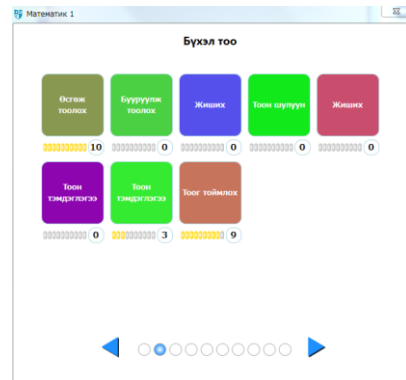 Математик 1
Бүхэл тоо
Өсгөж тоолох
Бууруулж тоолох
Жиших
Тоон шулуун
Жиших
10
0
0
0
0
Тоон тэмдэглэгээ
Тоон тэмдэглэгээ
Тоог тоймлох
0
3
9